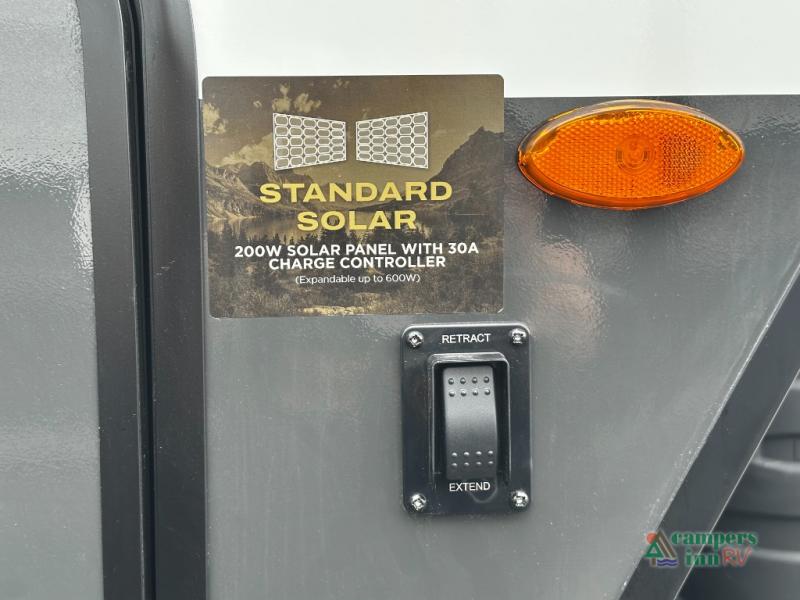 STANDARD
SOLAR
200W SOLAR PANEL WITH 30A
CHARGE CONTROLLER
(Expandable up to 600W)
RETRACT
EXTEND
campers
inn RV